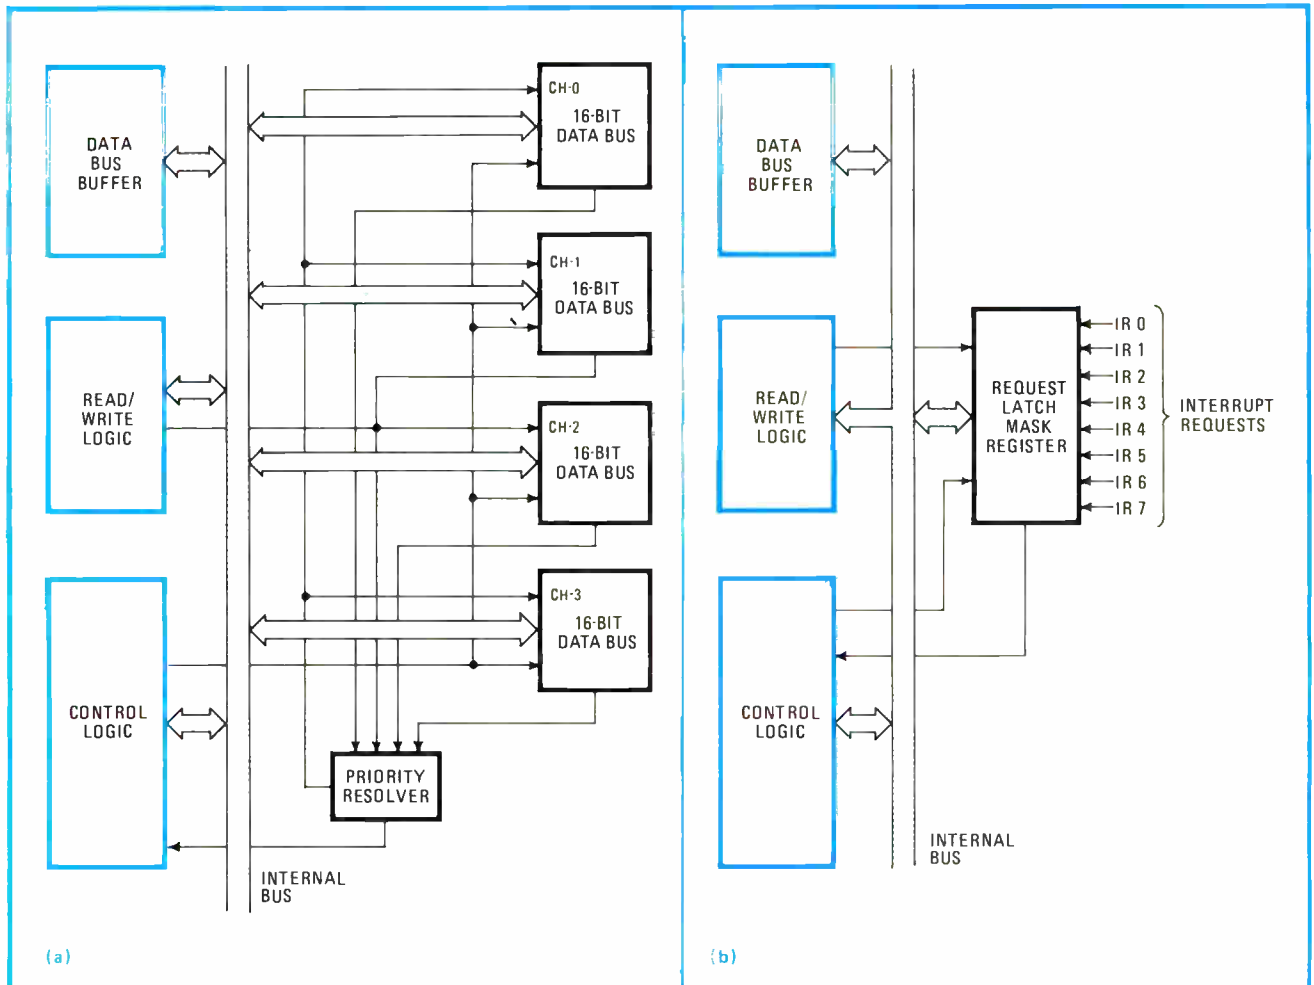 DATA
BUS
BUFFER
READ/
WRITE
LOGIC
CONTROL
LOGIC
CH-0
16-BIT
DATA BUS
CH-1
16-BIT
DATA BUS
CH-2
16-BIT
DATA BUS
CH-3
16-BIT
DATA BUS
PRIORITY
RESOLVER
INTERNAL
BUS
(a)
DATA
BUS
BUFFER
READ/
WRITE
LOGIC
CONTROL
LOGIC
REQUEST
LATCH
MASK
REGISTER
IR 0
IR 1
IR 2
IR 3
IR 4
IR 5
IR 6
IR 7
INTERRUPT
REQUESTS
INTERNAL
BUS
(b)